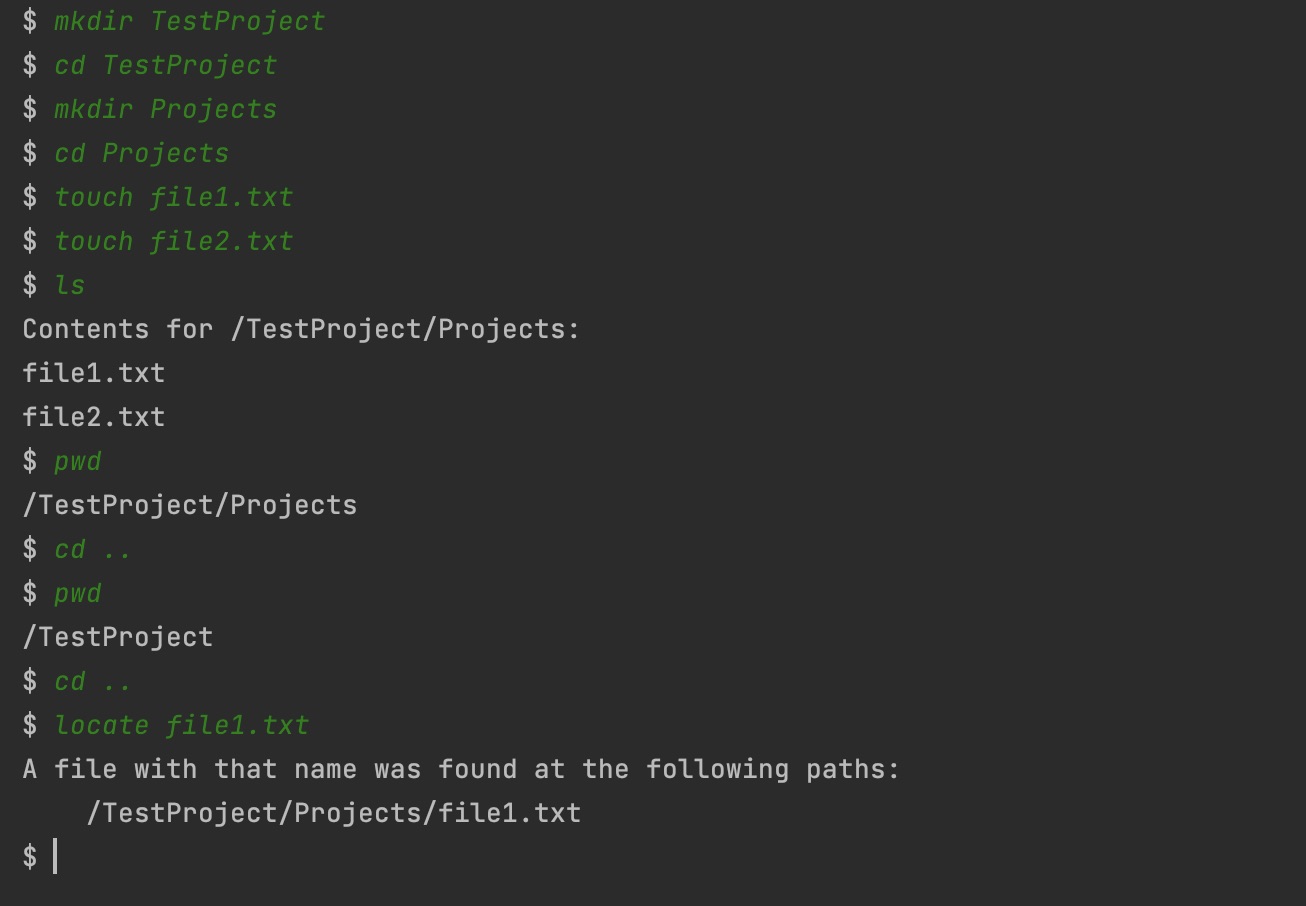 $ mkdir TestProject
$ cd TestProject
$ mkdir Projects
$ cd Projects
$ touch file1.txt
$ touch file2.txt
$ ls
Contents for /TestProject/Projects:
file1.txt
file2.txt
$ pwd
/TestProject/Projects
$ cd ..
$ pwd
/TestProject
$ cd ..
$ locate file1.txt
A file with that name was found at the following paths:
    /TestProject/Projects/file1.txt
$